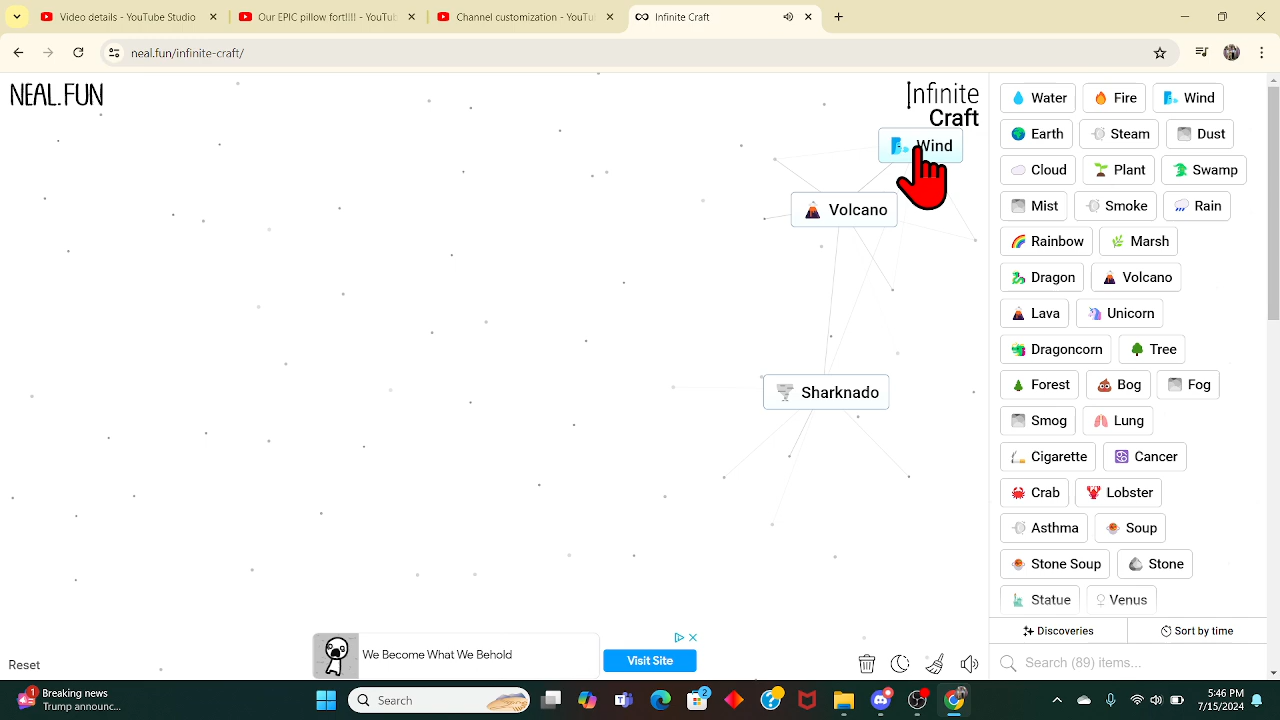 Video details - YouTube Studio
Our EPIC pillow fort!!!! - YouTub
Channel customization - YouTu
Infinite Craft
neal.fun/infinite-craft/
NEAL.FUN
Infinite
Craft
Wind
Volcano
Sharknado
Water Fire Wind
Earth Steam Dust
Cloud Plant Swamp
Mist Smoke Rain
Rainbow Marsh
Dragon Volcano
Lava Unicorn
Dragoncorn Tree
Forest Bog Fog
Smog Lung
Cigarette Cancer
Crab Lobster
Asthma Soup
Stone Soup Stone
Statue Venus
Discoveries Sort by time
Search (89) items...
We Become What We Behold
Visit Site
Reset
1
Breaking news
Trump announc...
Search
2
5:46 PM
7/15/2024